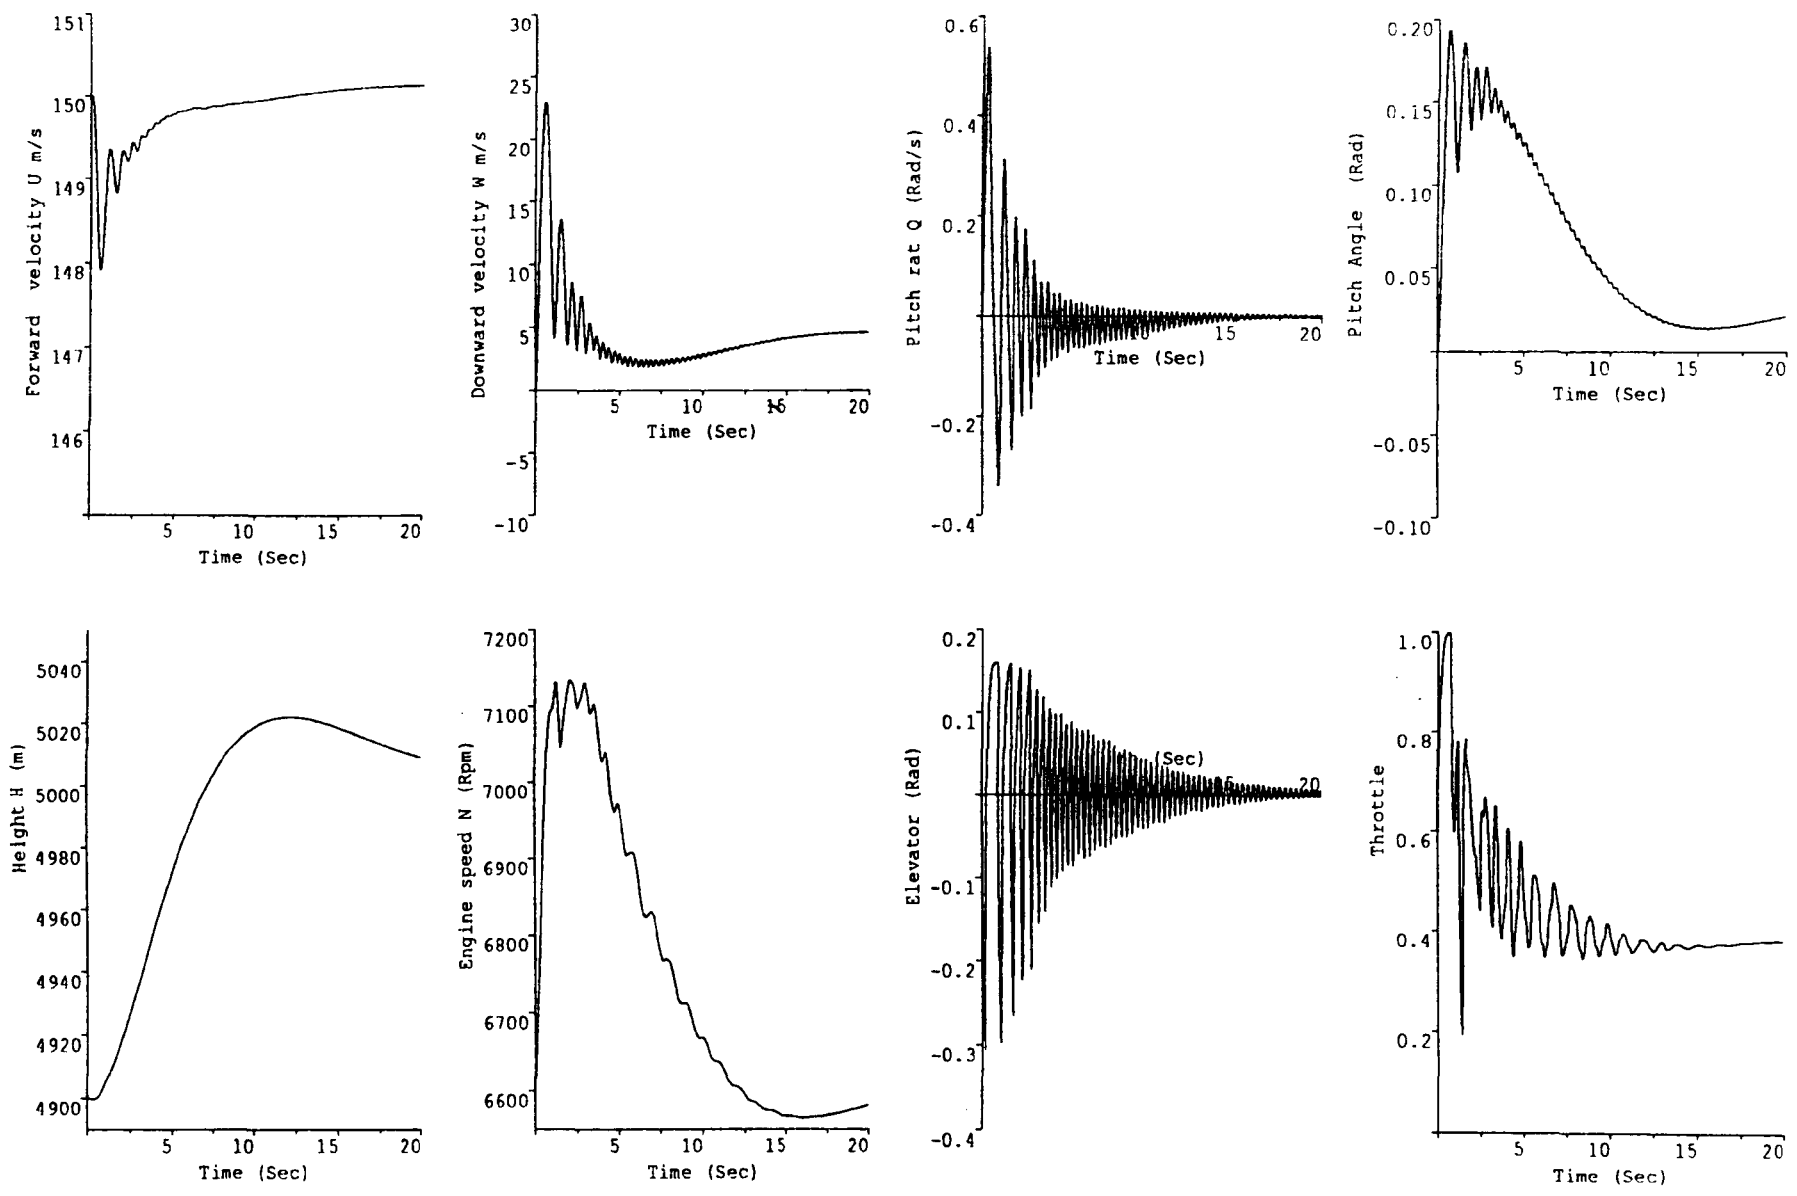 151
150
149
148
147
146
Forward velocity U m/s
5 10 15 20
Time (Sec)
30
25
20
15
10
5
-5
-10
Downward velocity W m/s
5 10 15 20
Time (Sec)
0.6
0.4
0.2
-0.2
-0.4
Pitch rat Q (Rad/s)
15 20
Time (Sec)
0.20
0.15
0.10
0.05
-0.05
-0.10
Pitch Angle (Rad)
5 10 15 20
Time (Sec)
5040
5020
5000
4980
4960
4940
4920
4900
Height H (m)
5 10 15 20
Time (Sec)
7200
7100
7000
6900
6800
6700
6600
Engine speed N (Rpm)
5 10 15 20
Time (Sec)
0.2
0.1
-0.1
-0.2
-0.3
-0.4
Elevator (Rad)
(Sec)
15 20
1.0
0.8
0.6
0.4
0.2
Throttle
5 10 15 20
Time (Sec)